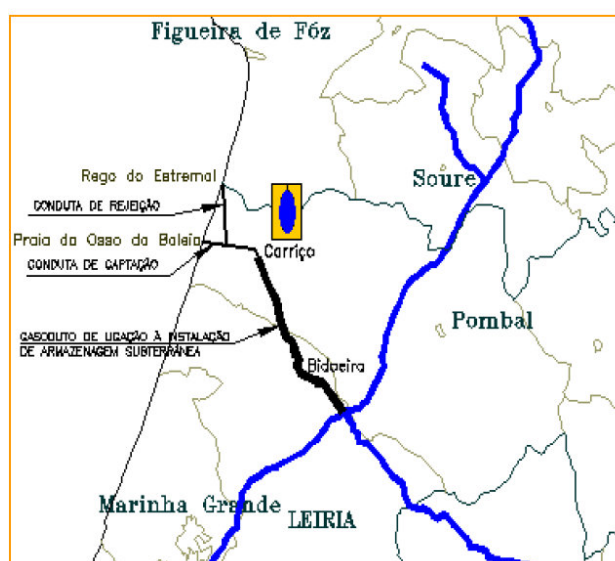 Figueira de Fóz
Rego do Estremal
CONDUTA DE REJEIÇÃO
Soure
Praia da Osso da Baleia
CONDUTA DE CAPTAÇÃO
Carriço
Pombal
GASODUTO DE LIGAÇÃO À INSTALAÇÃO
DE ARMAZENAGEM SUBTERRÂNEA
Bidoeira
Marinha Grande
LEIRIA